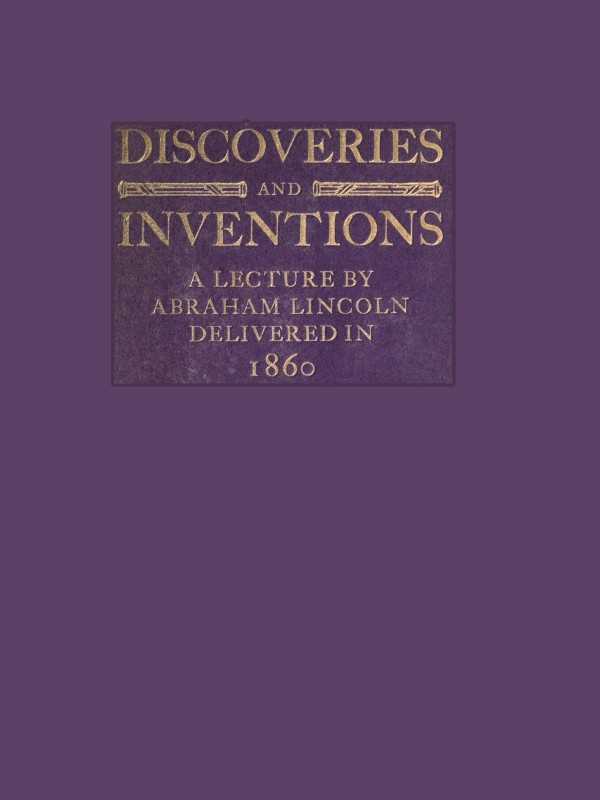 DISCOVERIES
AND
INVENTIONS
A LECTURE BY
ABRAHAM LINCOLN
DELIVERED IN
1860